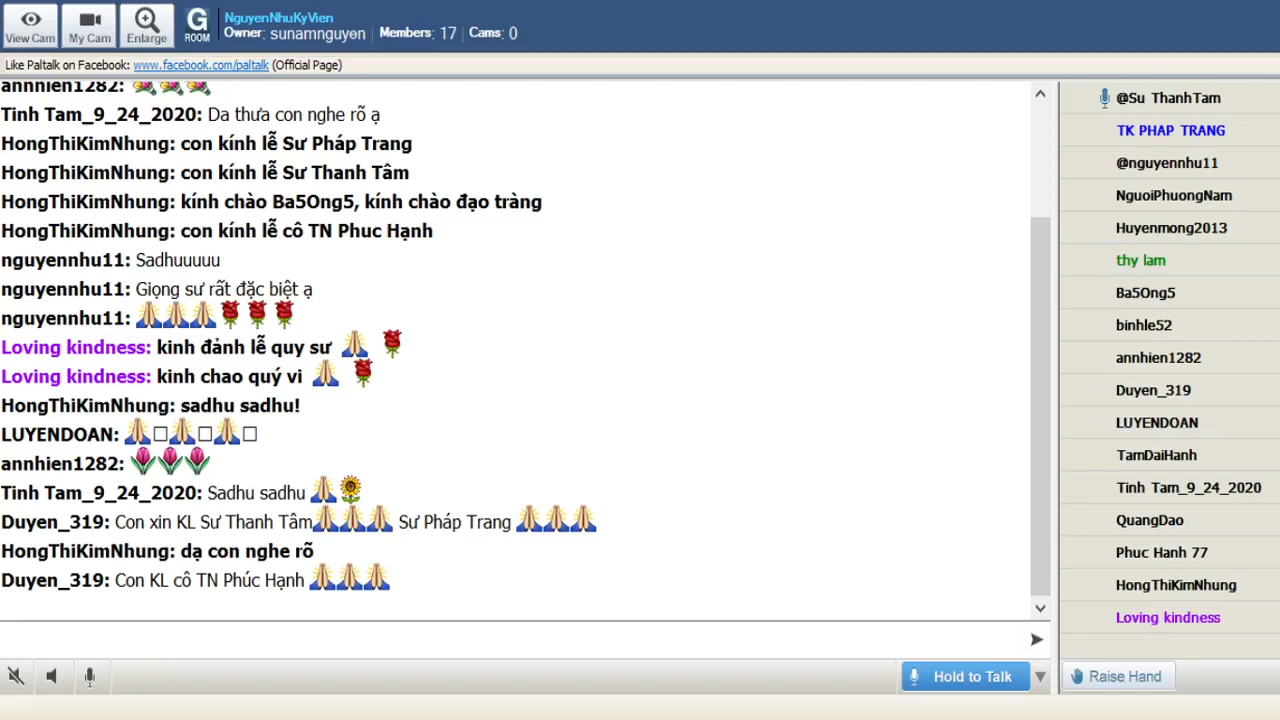 View Cam
My Cam
Enlarge
G ROOM
NguyenNhuKyVien
Owner: sunamnguyen | Members: 17 | Cams: 0
Like Paltalk on Facebook: www.facebook.com/paltalk (Official Page)
annhien1282:
Tinh Tam_9_24_2020: Da thưa con nghe rõ ạ
HongThiKimNhung: con kính lễ Sư Pháp Trang
HongThiKimNhung: con kính lễ Sư Thanh Tâm
HongThiKimNhung: kính chào Ba5Ong5, kính chào đạo tràng
HongThiKimNhung: con kính lễ cô TN Phuc Hạnh
nguyennhu11: Sadhuuuuu
nguyennhu11: Giọng sư rất đặc biệt ạ
nguyennhu11: 🙏🙏🙏🌹🌹🌹
Loving kindness: kinh đảnh lễ quy sư 🙏 🌹
Loving kindness: kinh chao quý vi 🙏 🌹
HongThiKimNhung: sadhu sadhu!
LUYENDOAN: 🙏□🙏□🙏□
annhien1282: 🌷🌷🌷
Tinh Tam_9_24_2020: Sadhu sadhu 🙏🌻
Duyen_319: Con xin KL Sư Thanh Tâm🙏🙏🙏 Sư Pháp Trang 🙏🙏🙏
HongThiKimNhung: dạ con nghe rõ
Duyen_319: Con KL cô TN Phúc Hạnh 🙏🙏🙏
@Su ThanhTam
TK PHAP TRANG
@nguyennhu11
NguoiPhuongNam
Huyenmong2013
thy lam
Ba5Ong5
binhle52
annhien1282
Duyen_319
LUYENDOAN
TamDaiHanh
Tinh Tam_9_24_2020
QuangDao
Phuc Hanh 77
HongThiKimNhung
Loving kindness
Hold to Talk
Raise Hand